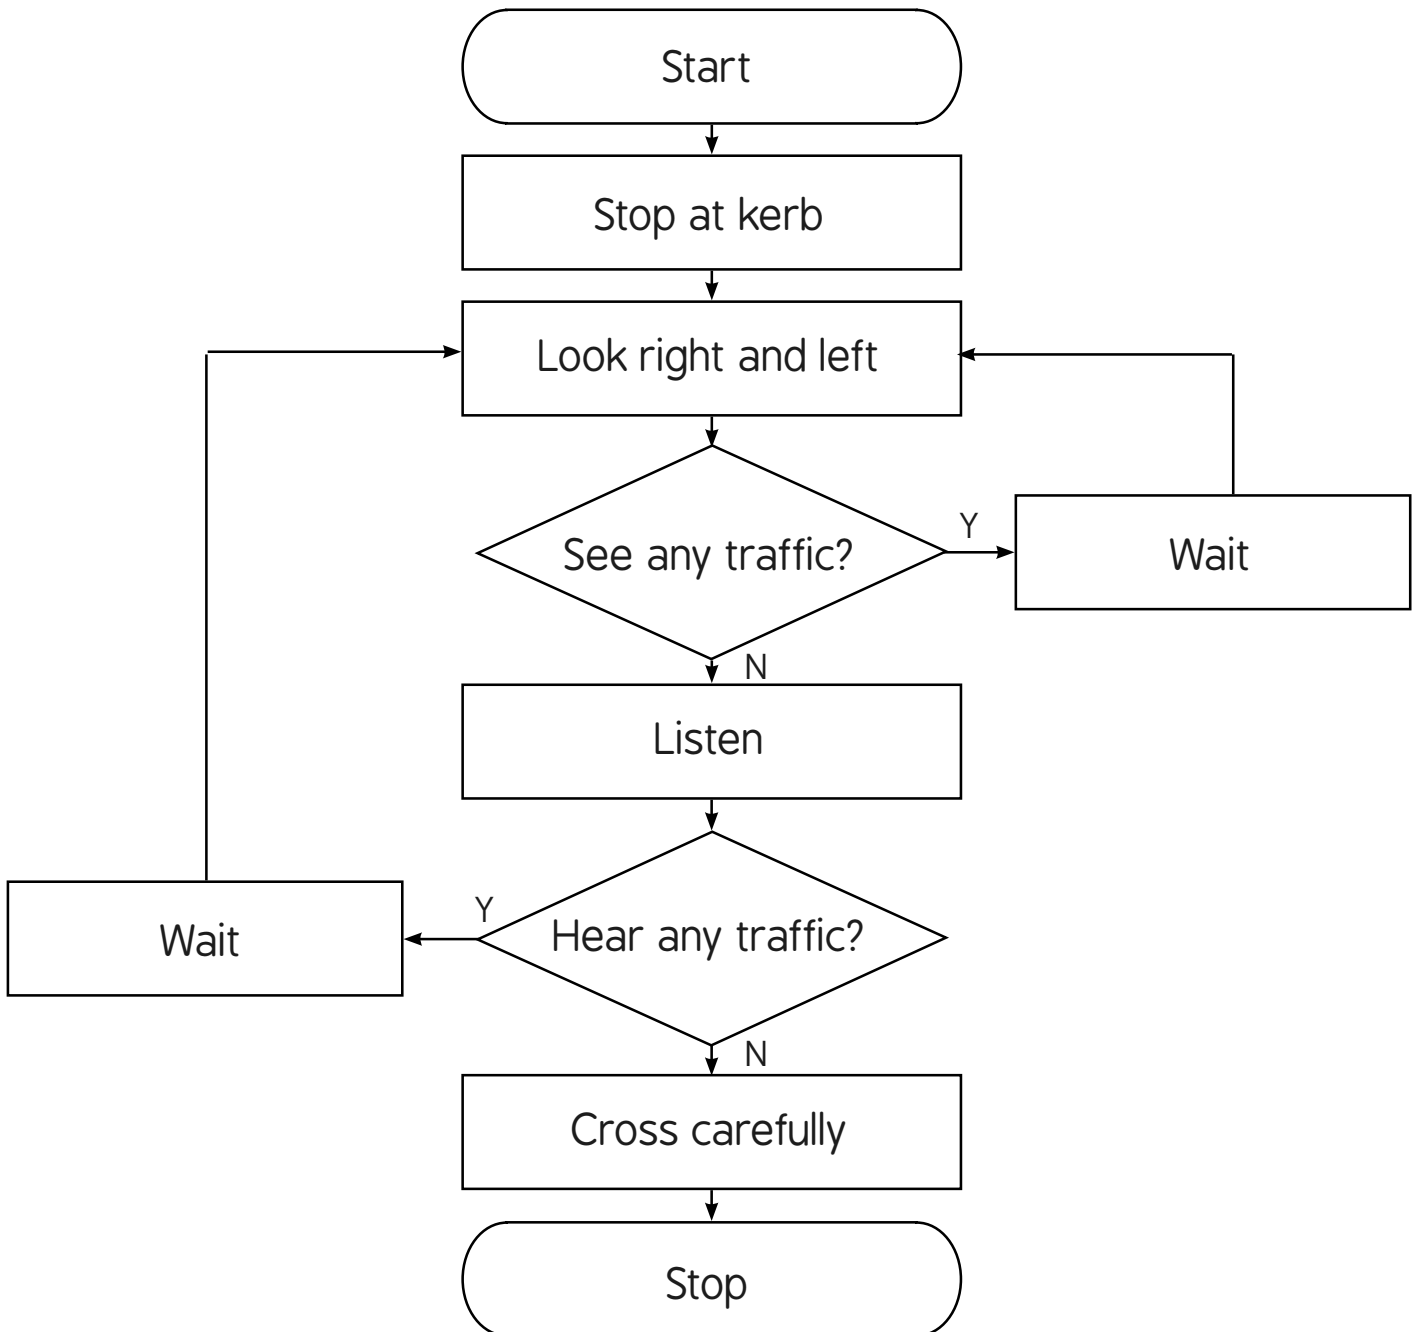 Start
Stop at kerb
Look right and left
See any traffic?
Y
Wait
N
Listen
Hear any traffic?
Y
Wait
N
Cross carefully
Stop